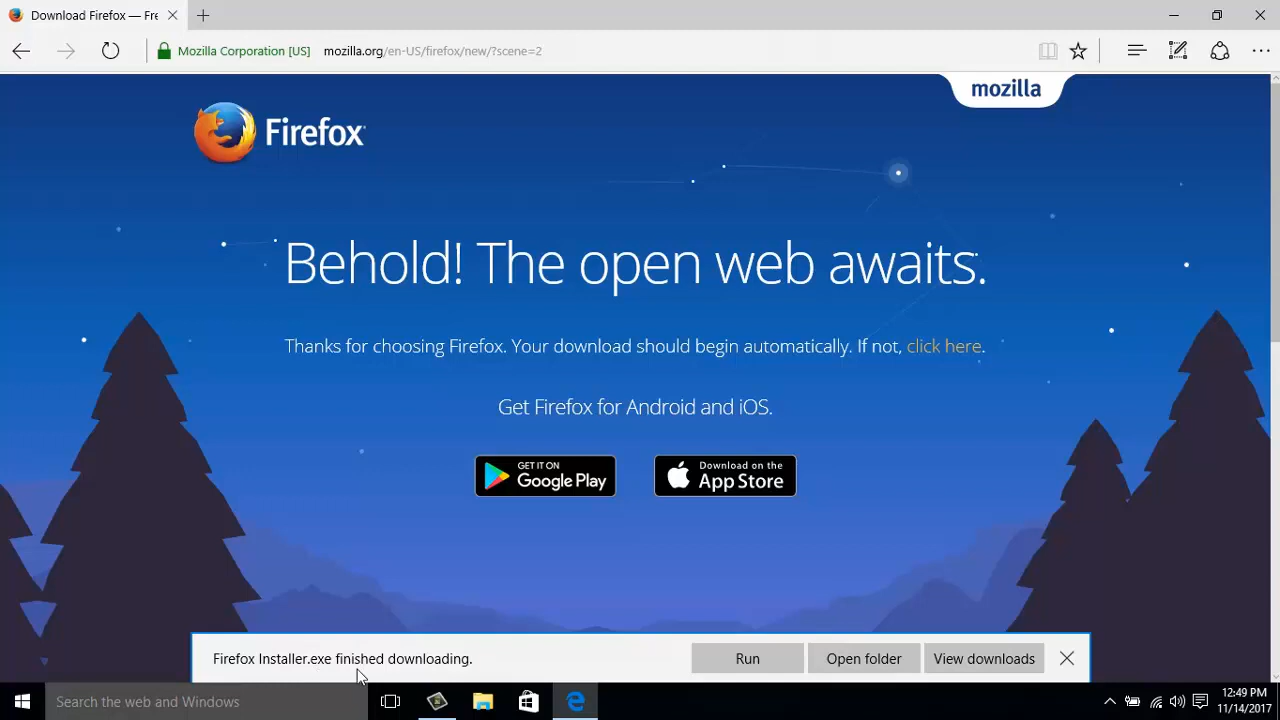 Download Firefox — Fre
Mozilla Corporation [US] mozilla.org/en-US/firefox/new/?scene=2
mozilla
Firefox
Behold! The open web awaits.
Thanks for choosing Firefox. Your download should begin automatically. If not, click here.
Get Firefox for Android and iOS.
GET IT ON
Google Play
Download on the
App Store
Firefox Installer.exe finished downloading.
Run
Open folder
View downloads
Search the web and Windows
12:49 PM
11/14/2017